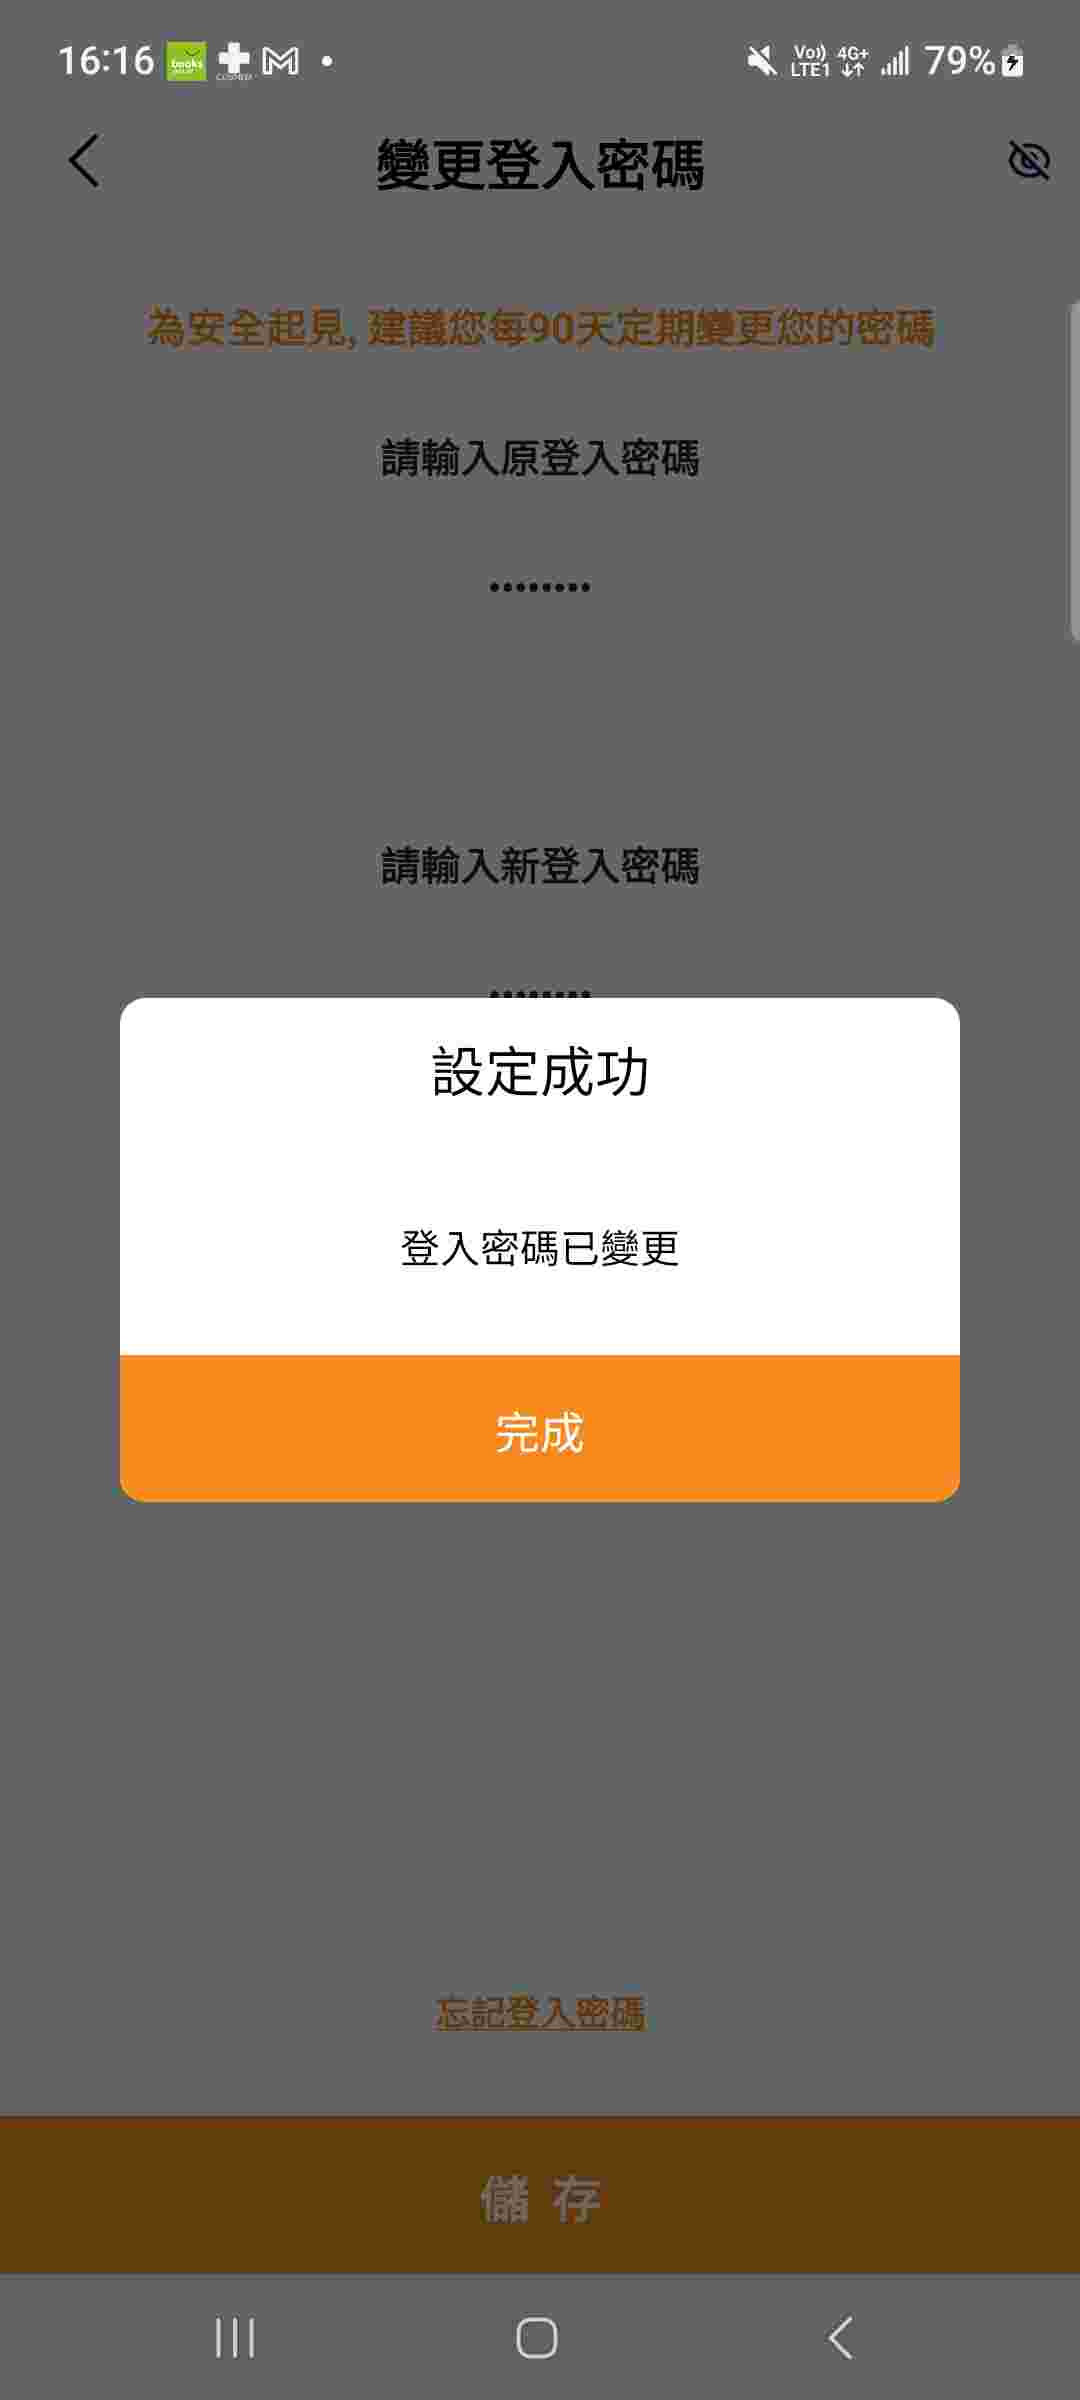 16:16 books Vo)) LTE1 4G+ 79%
變更登入密碼
為安全起見, 建議您每90天定期變更您的密碼
請輸入原登入密碼
••••••••
請輸入新登入密碼
設定成功
登入密碼已變更
完成
忘記登入密碼
儲 存